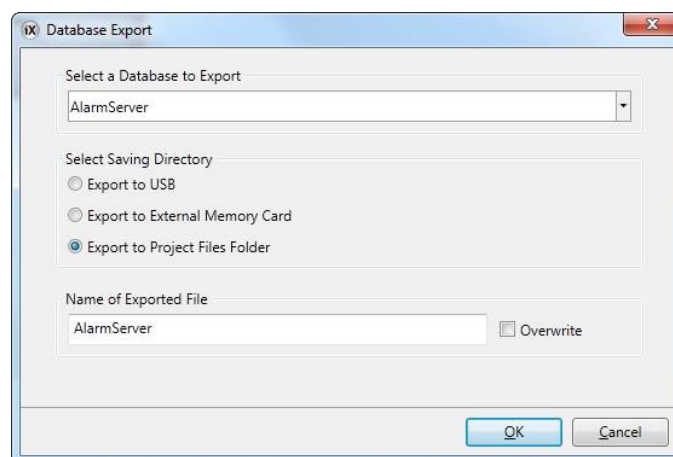 iX Database Export
Select a Database to Export
AlarmServer
Select Saving Directory
Export to USB
Export to External Memory Card
Export to Project Files Folder
Name of Exported File
AlarmServer Overwrite
OK Cancel